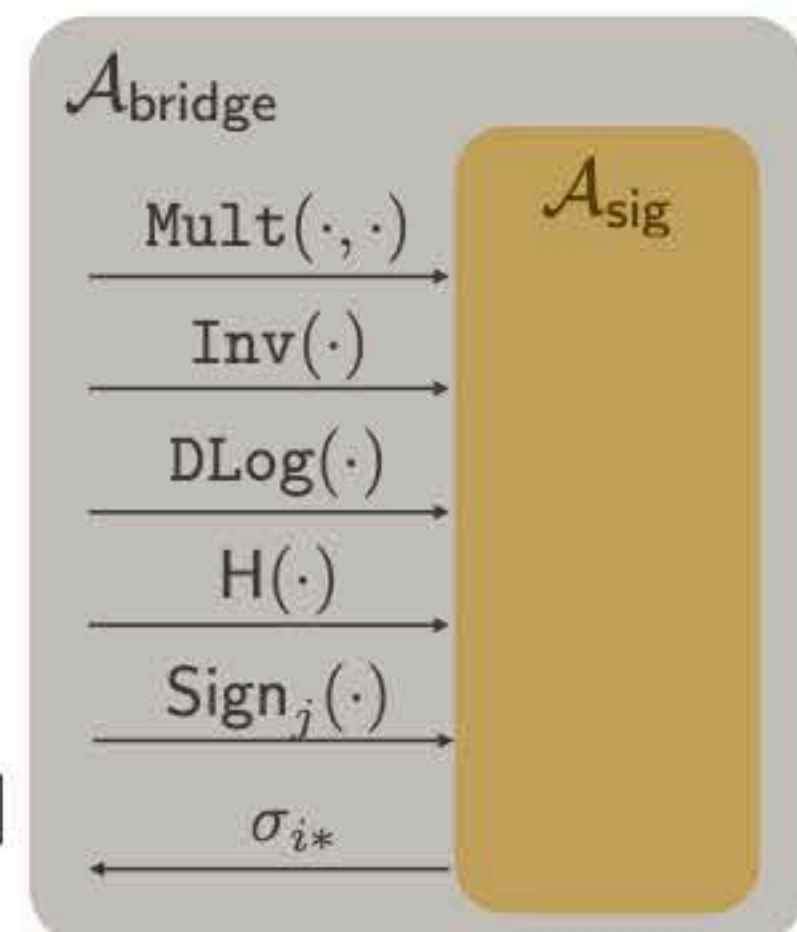 𝒜bridge
𝒜sig
Mult(·, ·)
Inv(·)
DLog(·)
H(·)
Signⱼ(·)
σᵢ*